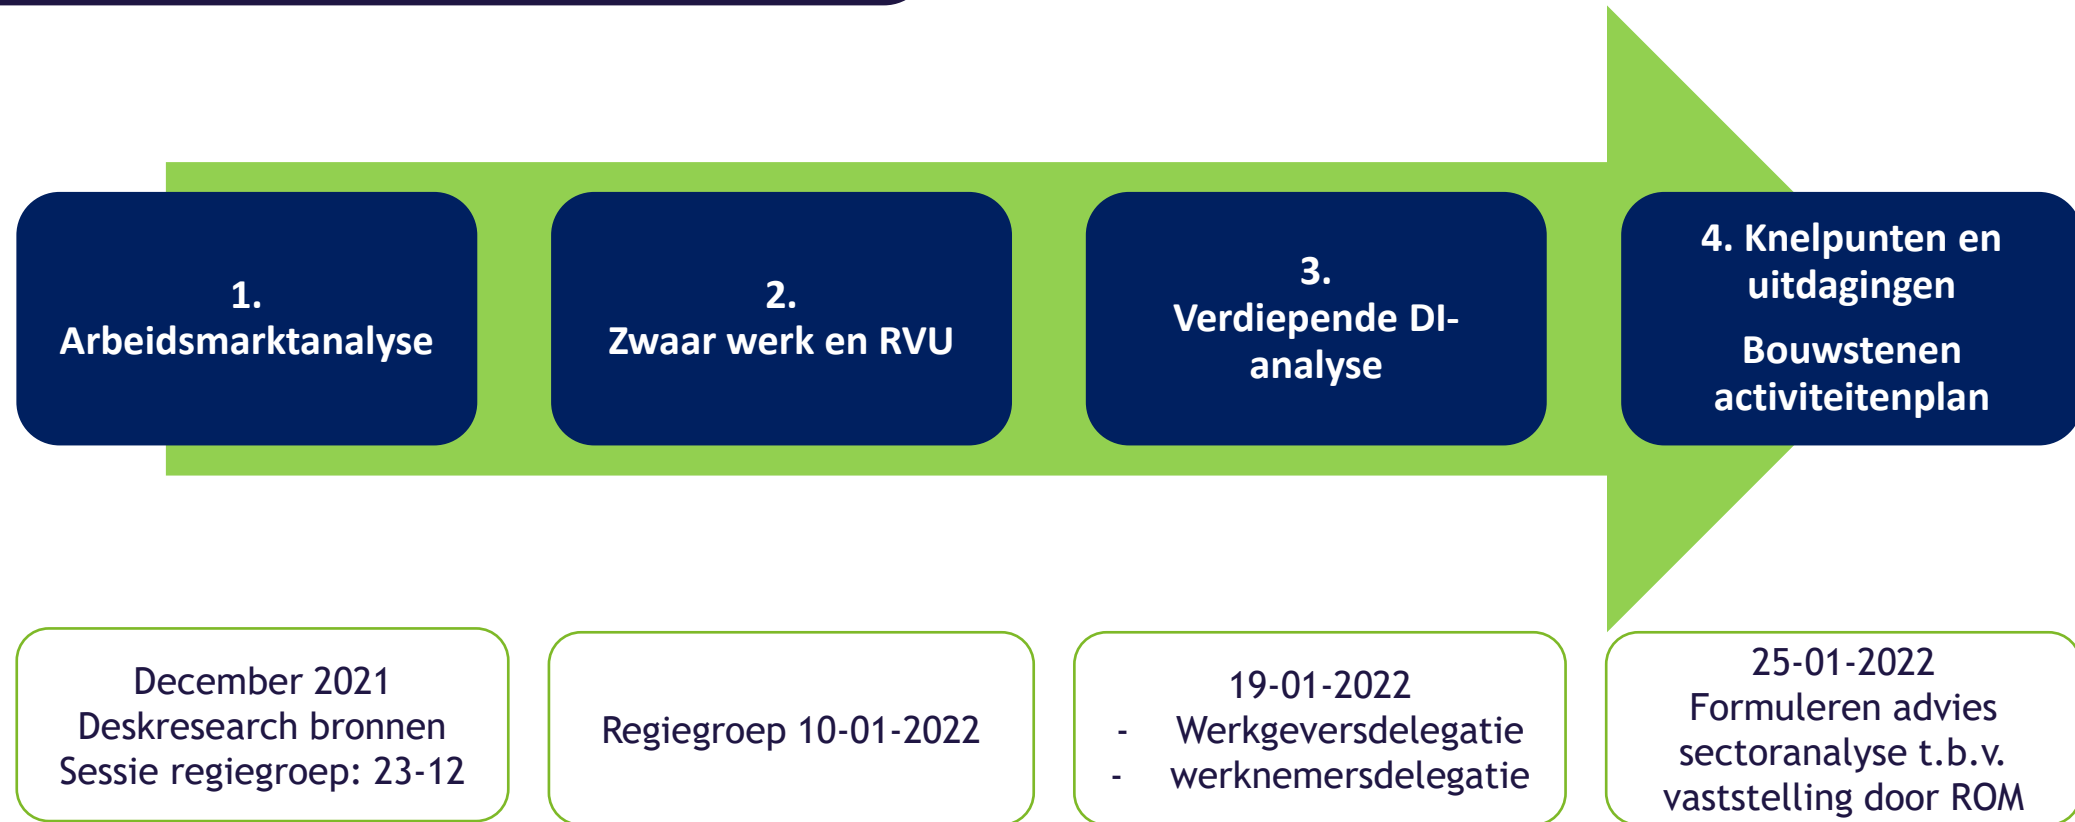 1.
Arbeidsmarktanalyse
2.
Zwaar werk en RVU
3.
Verdiepende DI-
analyse
4. Knelpunten en
uitdagingen
Bouwstenen
activiteitenplan
December 2021
Deskresearch bronnen
Sessie regiegroep: 23-12
Regiegroep 10-01-2022
19-01-2022
- Werkgeversdelegatie
- werknemersdelegatie
25-01-2022
Formuleren advies
sectoranalyse t.b.v.
vaststelling door ROM